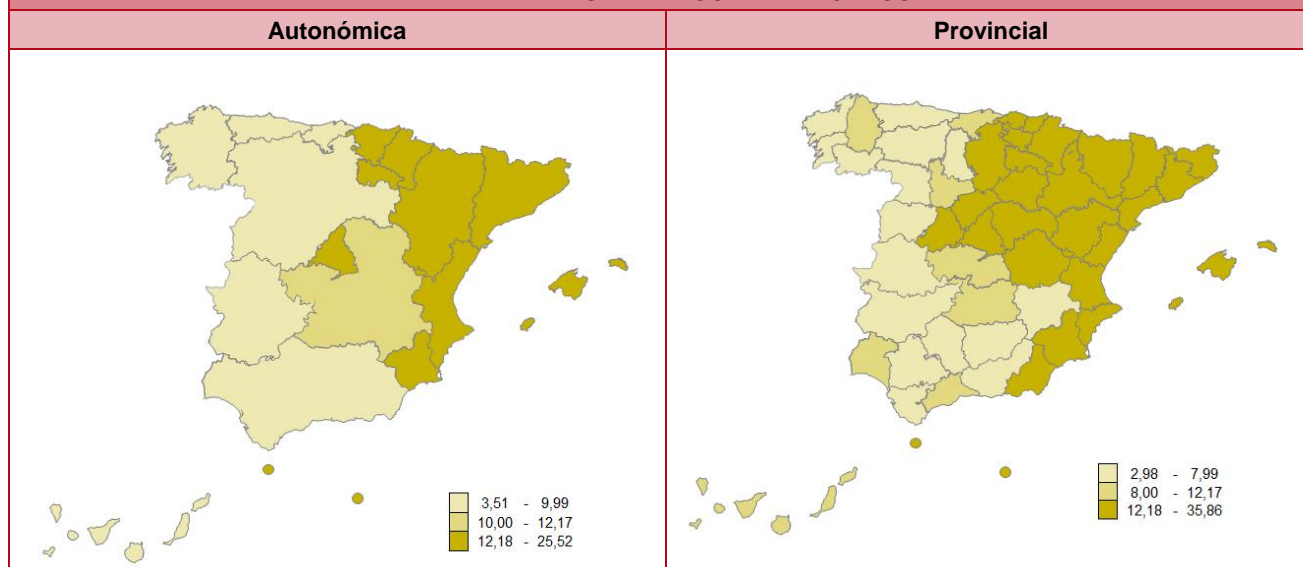 Autonómica
Provincial
3,51 - 9,99
10,00 - 12,17
12,18 - 25,52
2,98 - 7,99
8,00 - 12,17
12,18 - 35,86